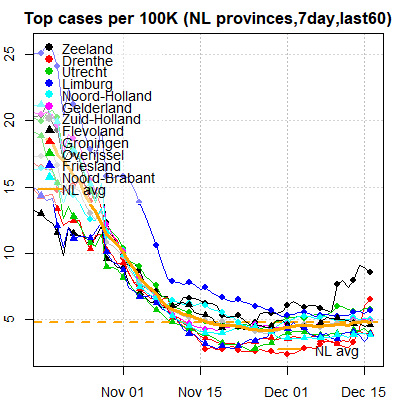 Top cases per 100K (NL provinces,7day,last60)
25
20
15
10
5
Zeeland
Drenthe
Utrecht
Limburg
Noord-Holland
Gelderland
Zuid-Holland
Flevoland
Groningen
Overijssel
Friesland
Noord-Brabant
NL avg
NL avg
Nov 01
Nov 15
Dec 01
Dec 15